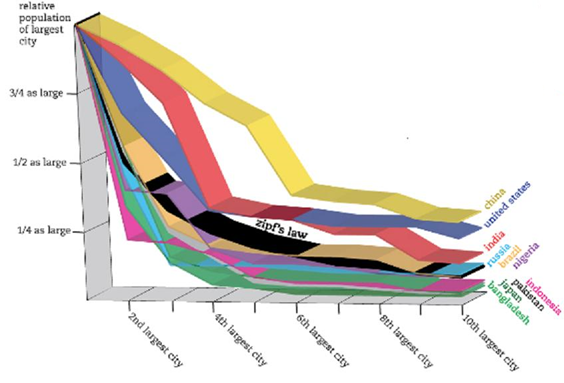 relative
population
of largest
city
3/4 as large
1/2 as large
1/4 as large
zipf's law
china
united states
india
russia
brazil
nigeria
japan
pakistan
indonesia
bangladesh
2nd largest city
4th largest city
6th largest city
8th largest city
10th largest city